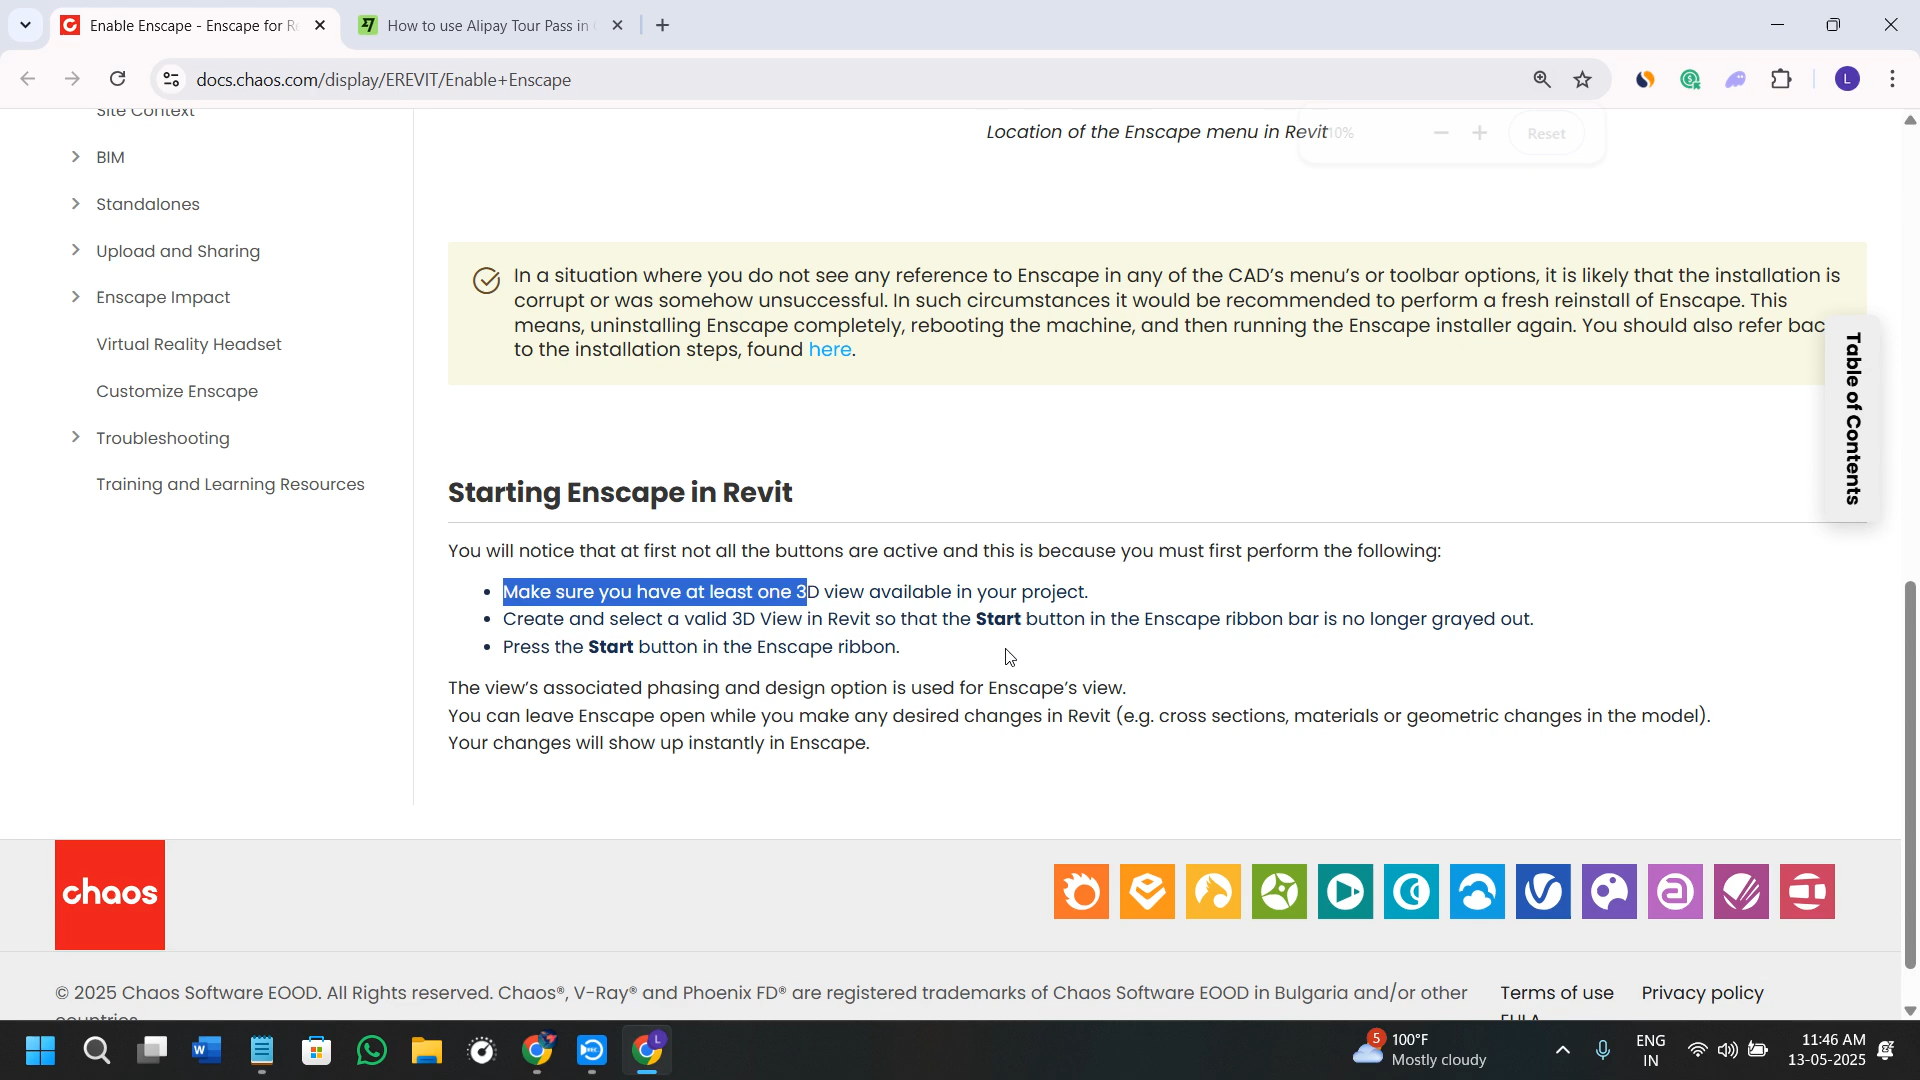 Enable Enscape - Enscape for Re
How to use Alipay Tour Pass in
docs.chaos.com/display/EREVIT/Enable+Enscape
L
Site Context
BIM
Standalones
Upload and Sharing
Enscape Impact
Virtual Reality Headset
Customize Enscape
Troubleshooting
Training and Learning Resources
Location of the Enscape menu in Revit
Reset
In a situation where you do not see any reference to Enscape in any of the CAD's menu's or toolbar options, it is likely that the installation is
corrupt or was somehow unsuccessful. In such circumstances it would be recommended to perform a fresh reinstall of Enscape. This
means, uninstalling Enscape completely, rebooting the machine, and then running the Enscape installer again. You should also refer bac
to the installation steps, found here.
Table of Contents
Starting Enscape in Revit
You will notice that at first not all the buttons are active and this is because you must first perform the following:
• Make sure you have at least one 3D view available in your project.
• Create and select a valid 3D View in Revit so that the Start button in the Enscape ribbon bar is no longer grayed out.
• Press the Start button in the Enscape ribbon.
The view's associated phasing and design option is used for Enscape's view.
You can leave Enscape open while you make any desired changes in Revit (e.g. cross sections, materials or geometric changes in the model).
Your changes will show up instantly in Enscape.
chaos
© 2025 Chaos Software EOOD. All Rights reserved. Chaos®, V-Ray® and Phoenix FD® are registered trademarks of Chaos Software EOOD in Bulgaria and/or other
countries
Terms of use
Privacy policy
EULA
5
100°F
Mostly cloudy
ENG
IN
11:46 AM
13-05-2025